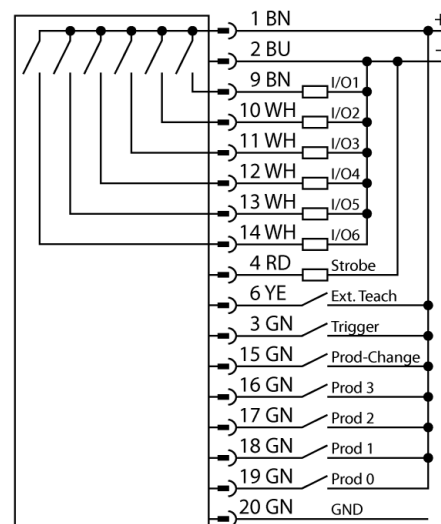 1 BN +
2 BU −
9 BN I/O1
10 WH I/O2
11 WH I/O3
12 WH I/O4
13 WH I/O5
14 WH I/O6
4 RD Strobe
6 YE Ext. Teach
3 GN Trigger
15 GN Prod-Change
16 GN Prod 3
17 GN Prod 2
18 GN Prod 1
19 GN Prod 0
20 GN GND